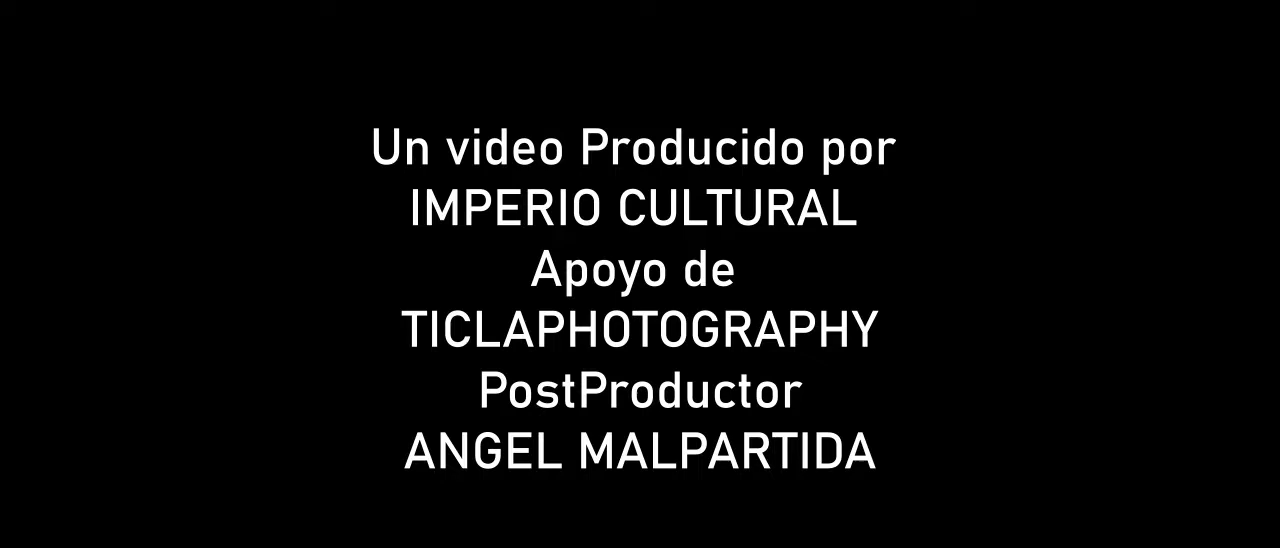 Un video Producido por
IMPERIO CULTURAL
Apoyo de
TICLAPHOTOGRAPHY
PostProductor
ANGEL MALPARTIDA